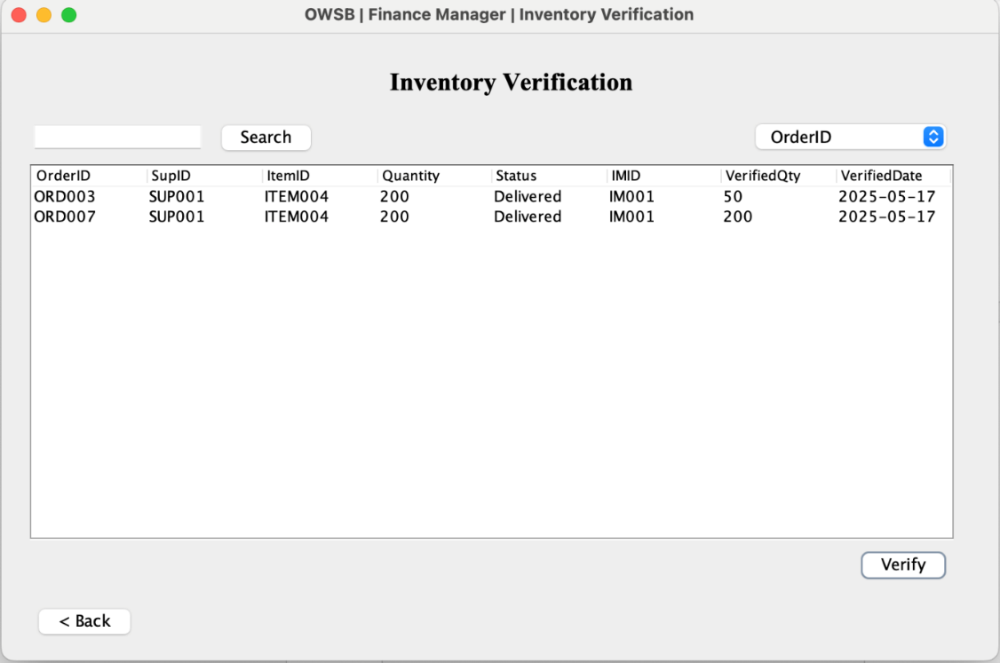 OWSB | Finance Manager | Inventory Verification
Inventory Verification
Search OrderID
OrderID SupID ItemID Quantity Status IMID VerifiedQty VerifiedDate
ORD003 SUP001 ITEM004 200 Delivered IM001 50 2025-05-17
ORD007 SUP001 ITEM004 200 Delivered IM001 200 2025-05-17
Verify
< Back